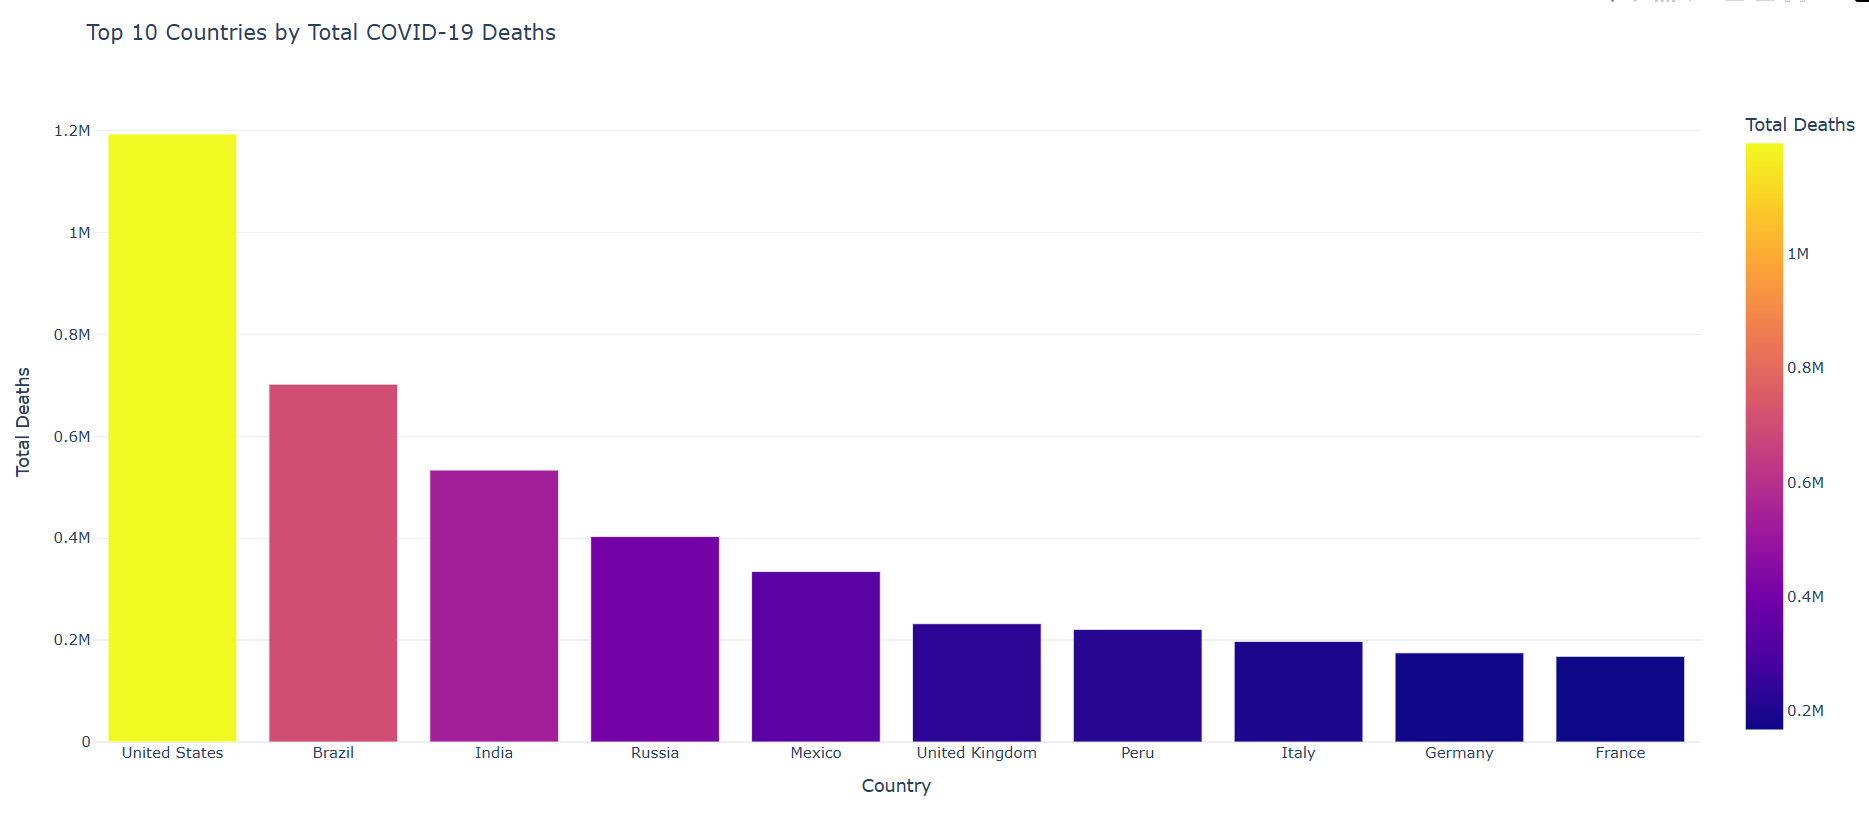 Top 10 Countries by Total COVID-19 Deaths
Total Deaths
1.2M
1M
0.8M
0.6M
0.4M
0.2M
0
United States Brazil India Russia Mexico United Kingdom Peru Italy Germany France
Country
Total Deaths
1M
0.8M
0.6M
0.4M
0.2M